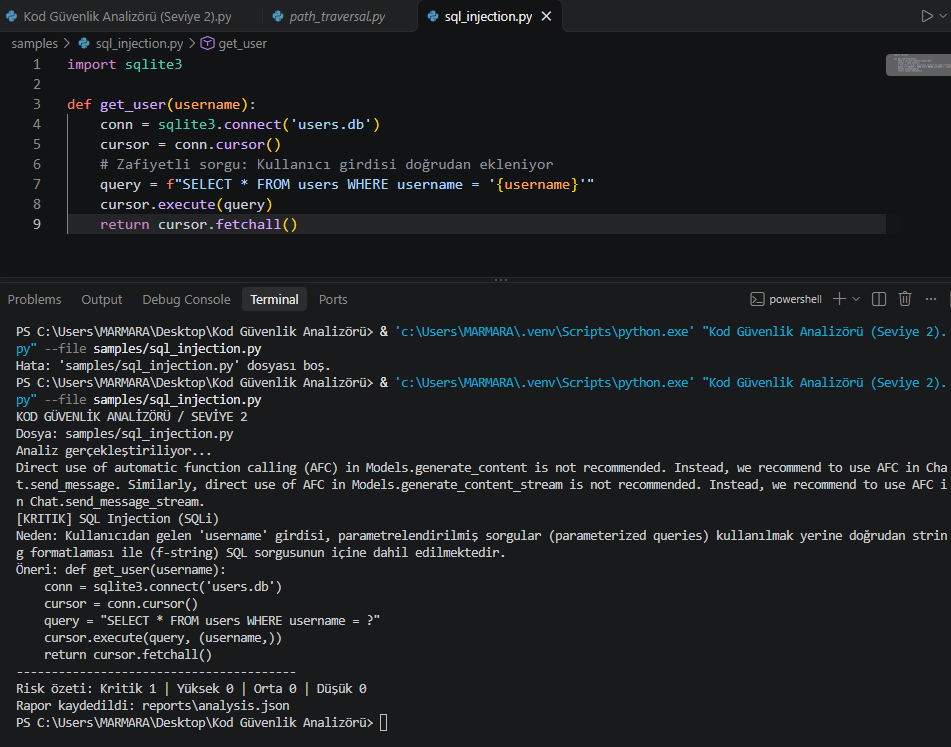 Kod Güvenlik Analizörü (Seviye 2).py path_traversal.py sql_injection.py
samples > sql_injection.py > get_user
1 import sqlite3
2
3 def get_user(username):
4 conn = sqlite3.connect('users.db')
5 cursor = conn.cursor()
6 # Zafiyetli sorgu: Kullanıcı girdisi doğrudan ekleniyor
7 query = f"SELECT * FROM users WHERE username = '{username}'"
8 cursor.execute(query)
9 return cursor.fetchall()
Problems Output Debug Console Terminal Ports powershell
PS C:\Users\MARMARA\Desktop\Kod Güvenlik Analizörü> & 'c:\Users\MARMARA\.venv\Scripts\python.exe' "Kod Güvenlik Analizörü (Seviye 2).
py" --file samples/sql_injection.py
Hata: 'samples/sql_injection.py' dosyası boş.
PS C:\Users\MARMARA\Desktop\Kod Güvenlik Analizörü> & 'c:\Users\MARMARA\.venv\Scripts\python.exe' "Kod Güvenlik Analizörü (Seviye 2).
py" --file samples/sql_injection.py
KOD GÜVENLİK ANALİZÖRÜ / SEVİYE 2
Dosya: samples/sql_injection.py
Analiz gerçekleştiriliyor...
Direct use of automatic function calling (AFC) in Models.generate_content is not recommended. Instead, we recommend to use AFC in Cha
t.send_message. Similarly, direct use of AFC in Models.generate_content_stream is not recommended. Instead, we recommend to use AFC i
n Chat.send_message_stream.
[KRITIK] SQL Injection (SQLi)
Neden: Kullanıcıdan gelen 'username' girdisi, parametrelendirilmiş sorgular (parameterized queries) kullanılmak yerine doğrudan strin
g formatlaması ile (f-string) SQL sorgusunun içine dahil edilmektedir.
Öneri: def get_user(username):
conn = sqlite3.connect('users.db')
cursor = conn.cursor()
query = "SELECT * FROM users WHERE username = ?"
cursor.execute(query, (username,))
return cursor.fetchall()
----------------------------------------
Risk özeti: Kritik 1 | Yüksek 0 | Orta 0 | Düşük 0
Rapor kaydedildi: reports\analysis.json
PS C:\Users\MARMARA\Desktop\Kod Güvenlik Analizörü>